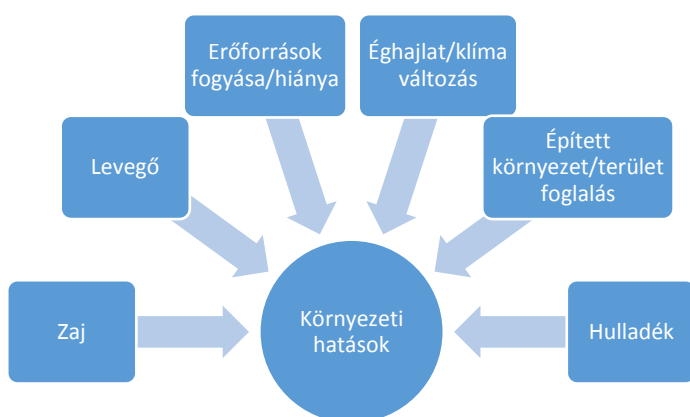 Erőforrások
fogyása/hiánya
Éghajlat/klíma
változás
Levegő
Épített
környezet/terület
foglalás
Zaj
Környezeti
hatások
Hulladék